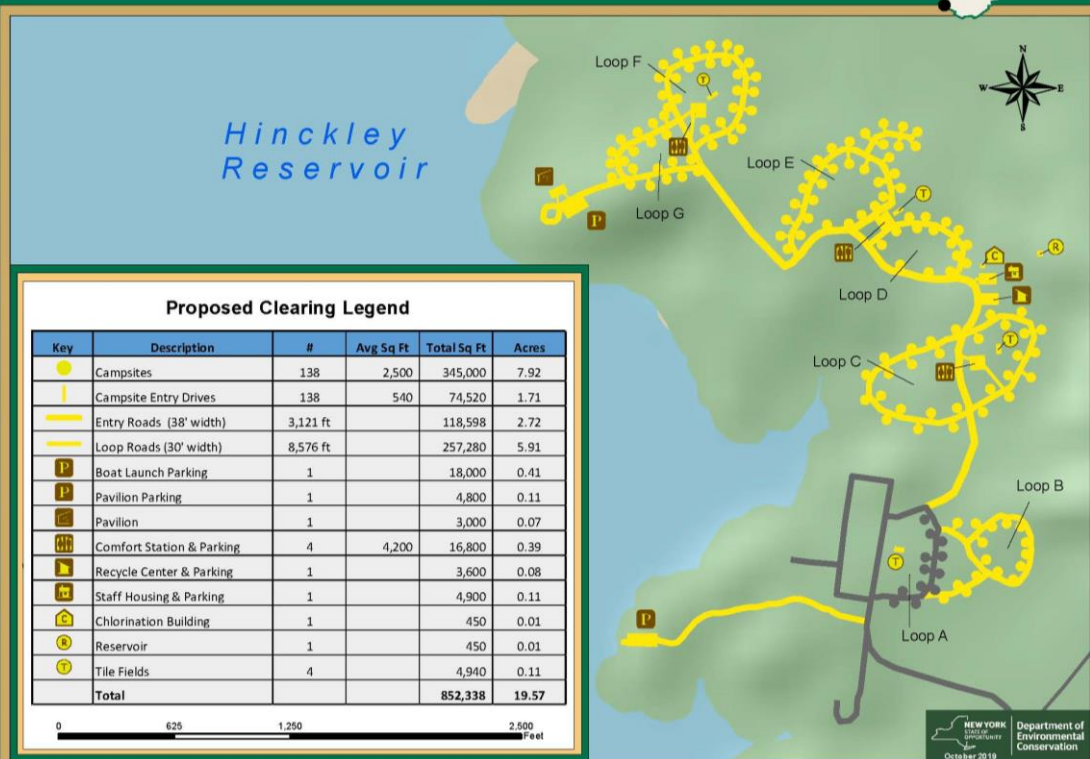 N
W E
S
Loop F
T
Hinckley
Reservoir
Loop E
T
P
Loop G
C
R
Loop D
T
Loop C
Loop B
T
P
Loop A
Proposed Clearing Legend
Key Description # Avg Sq Ft Total Sq Ft Acres
Campsites 138 2,500 345,000 7.92
Campsite Entry Drives 138 540 74,520 1.71
Entry Roads (38' width) 3,121 ft 118,598 2.72
Loop Roads (30' width) 8,576 ft 257,280 5.91
P Boat Launch Parking 1 18,000 0.41
P Pavilion Parking 1 4,800 0.11
Pavilion 1 3,000 0.07
Comfort Station & Parking 4 4,200 16,800 0.39
Recycle Center & Parking 1 3,600 0.08
Staff Housing & Parking 1 4,900 0.11
C Chlorination Building 1 450 0.01
R Reservoir 1 450 0.01
T Tile Fields 4 4,940 0.11
Total 852,338 19.57
0 625 1,250 2,500
Feet
NEW YORK
STATE OF
OPPORTUNITY
Department of
Environmental
Conservation
October 2019